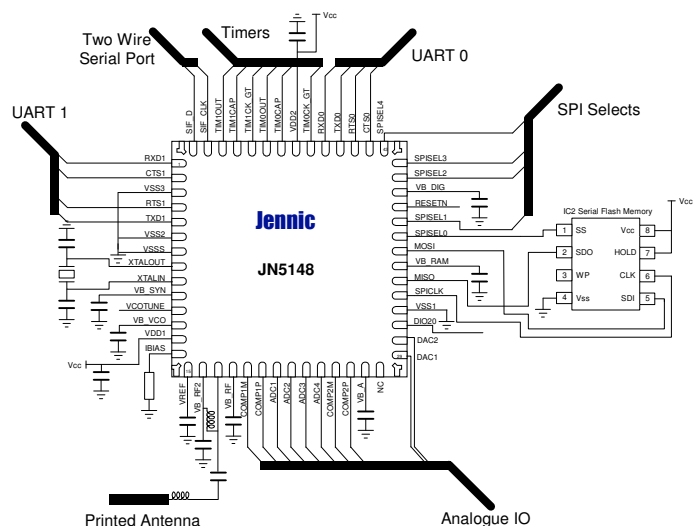 Two Wire
Serial Port
Timers
Vcc
UART 0
UART 1
SPI Selects
SIF_D
SIF_CLK
TIM1OUT
TIM1CAP
TIM1CK_GT
TIM0OUT
TIM0CAP
VDD2
TIM0CK_GT
RXD0
TXD0
RTS0
CTS0
SPISEL4
RXD1
CTS1
VSS3
RTS1
TXD1
VSS2
VSSS
XTALOUT
XTALIN
VB_SYN
VCOTUNE
VB_VCO
VDD1
IBIAS
Vcc
1
43
15
29
Jennic
JN5148
SPISEL3
SPISEL2
VB_DIG
RESETN
SPISEL1
SPISEL0
MOSI
VB_RAM
MISO
SPICLK
VSS1
DIO20
DAC2
DAC1
Vcc
IC2 Serial Flash Memory
1 SS Vcc 8
2 SDO HOLD 7
3 WP CLK 6
4 Vss SDI 5
VREF
VB_RF2
VB_RF
COMP1M
COMP1P
ADC1
ADC2
ADC3
ADC4
COMP2M
COMP2P
VB_A
NC
Printed Antenna
Analogue IO